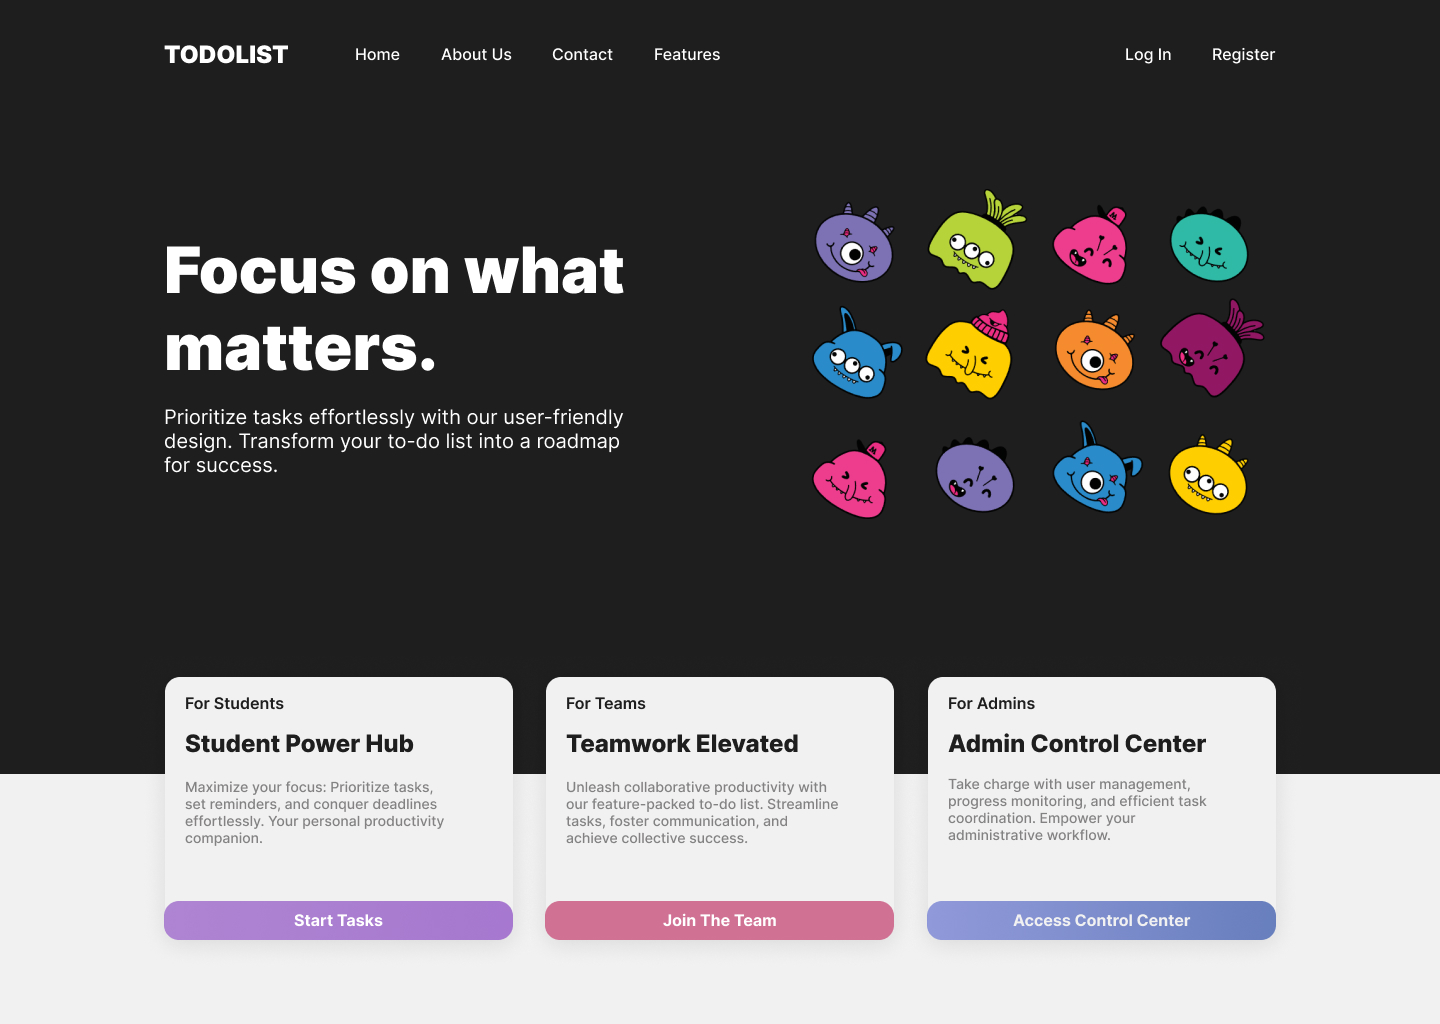 TODOLIST
Home
About Us
Contact
Features
Log In
Register
Focus on what
matters.
Prioritize tasks effortlessly with our user-friendly
design. Transform your to-do list into a roadmap
for success.
For Students
Student Power Hub
Maximize your focus: Prioritize tasks,
set reminders, and conquer deadlines
effortlessly. Your personal productivity
companion.
Start Tasks
For Teams
Teamwork Elevated
Unleash collaborative productivity with
our feature-packed to-do list. Streamline
tasks, foster communication, and
achieve collective success.
Join The Team
For Admins
Admin Control Center
Take charge with user management,
progress monitoring, and efficient task
coordination. Empower your
administrative workflow.
Access Control Center